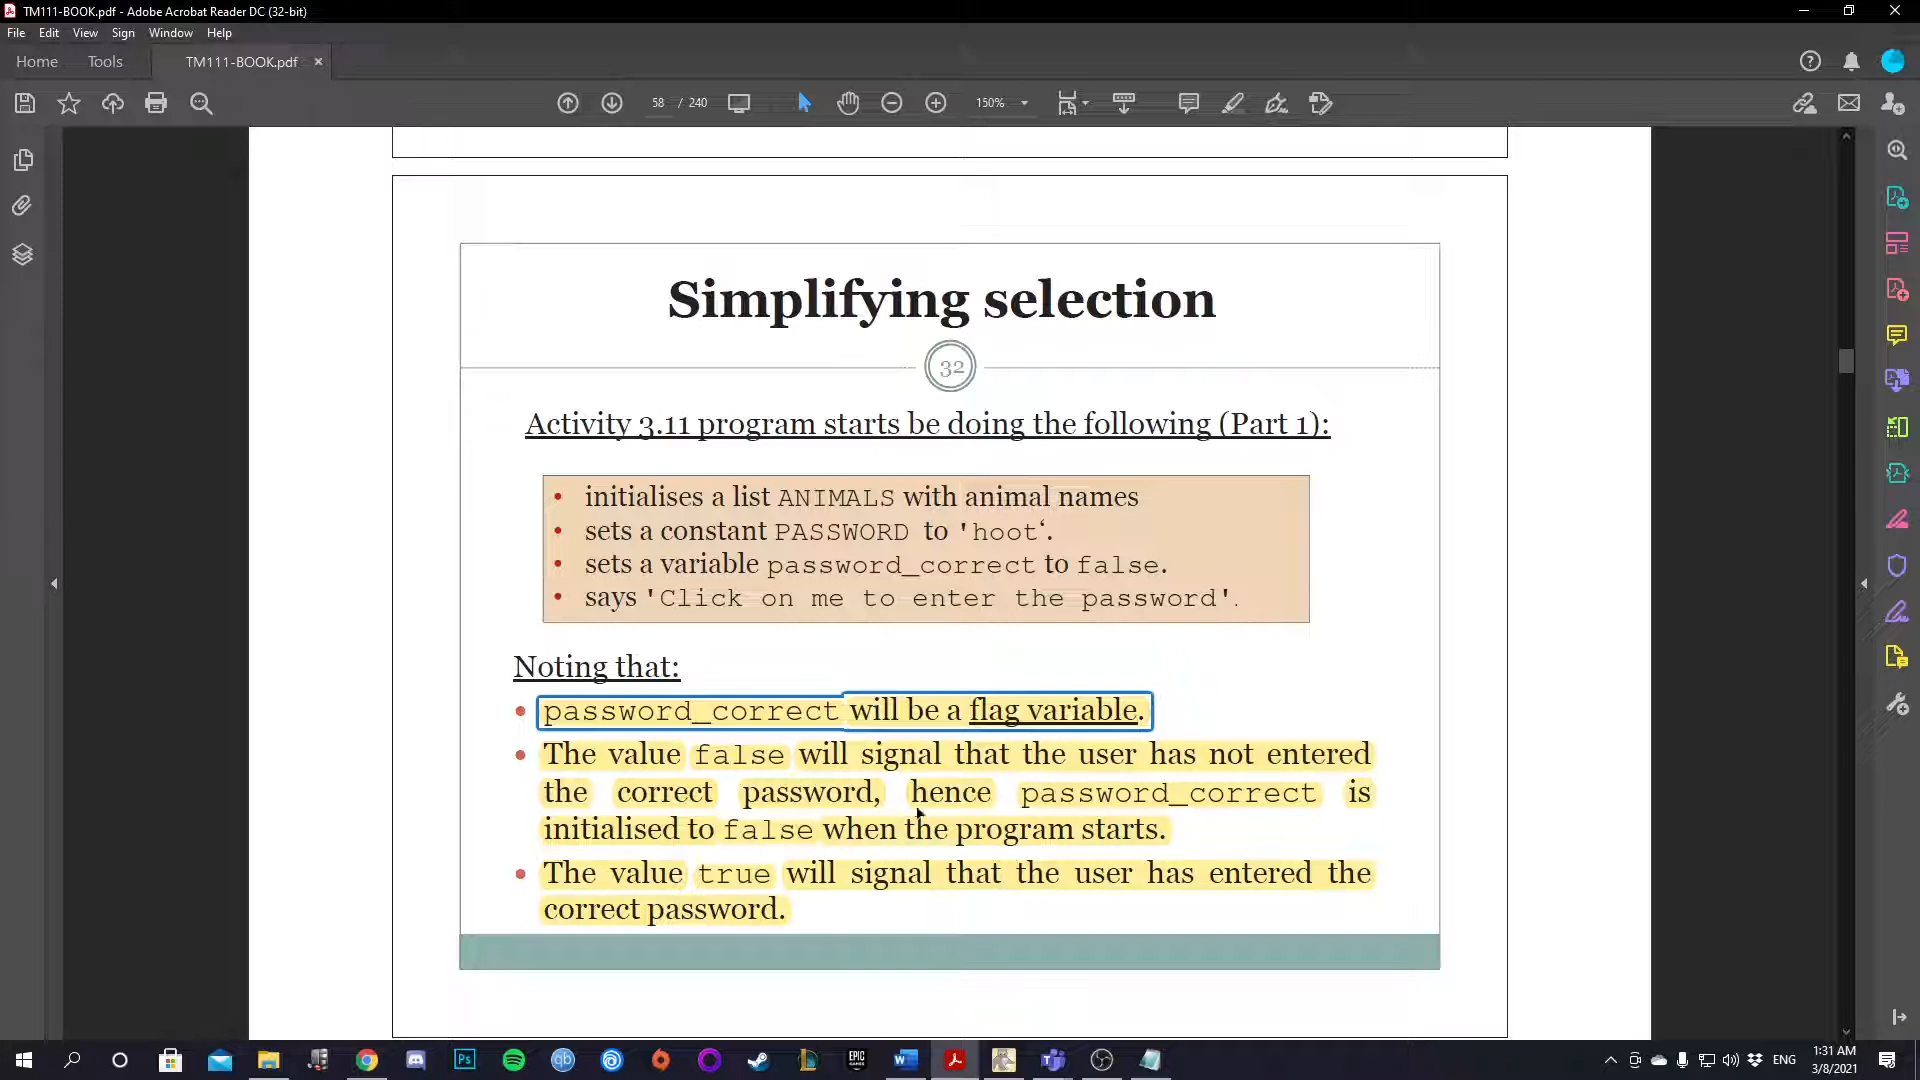 TM111-BOOK.pdf - Adobe Acrobat Reader DC (32-bit)
File Edit View Sign Window Help
Home Tools TM111-BOOK.pdf ×
58 / 240 150%
Simplifying selection
32
Activity 3.11 program starts be doing the following (Part 1):
• initialises a list ANIMALS with animal names
• sets a constant PASSWORD to 'hoot‘.
• sets a variable password_correct to false.
• says 'Click on me to enter the password'.
Noting that:
• password_correct will be a flag variable.
• The value false will signal that the user has not entered
the correct password, hence password_correct is
initialised to false when the program starts.
• The value true will signal that the user has entered the
correct password.
Ps qb EPIC GAMES ENG 1:31 AM
3/8/2021